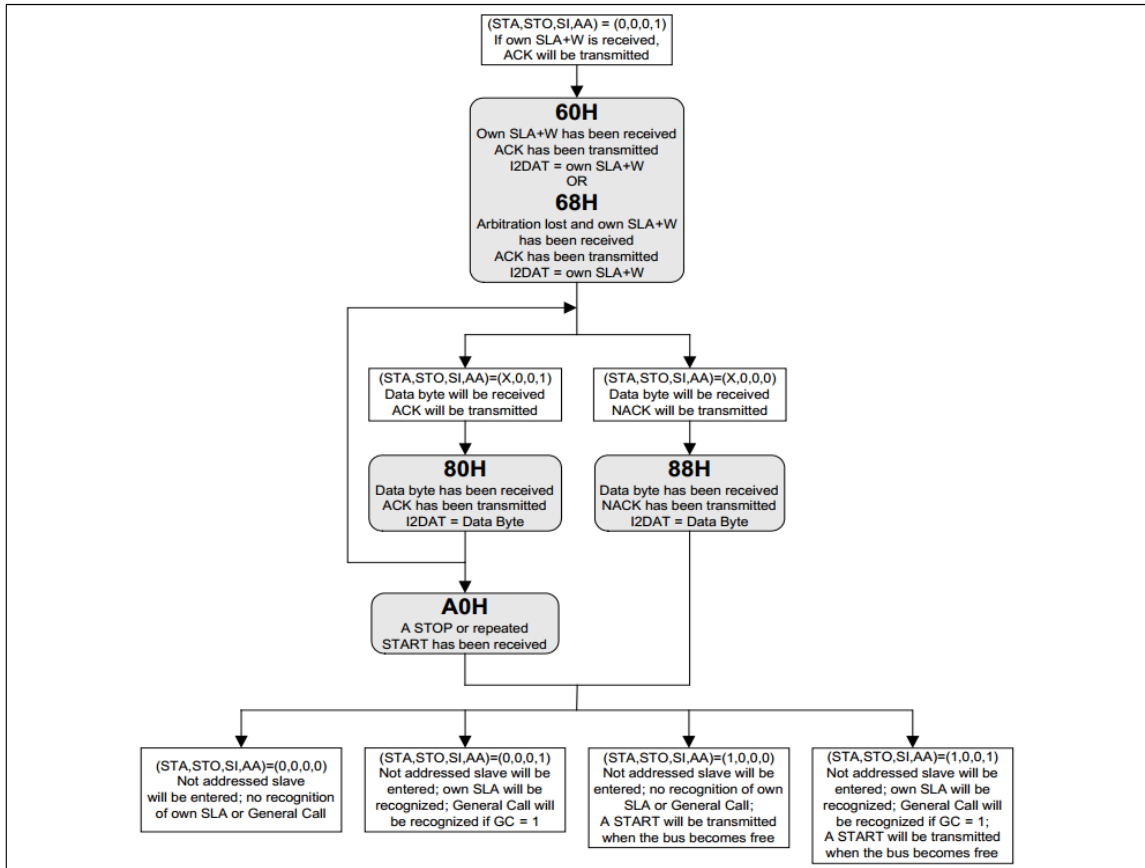 (STA,STO,SI,AA) = (0,0,0,1)
If own SLA+W is received,
ACK will be transmitted
60H
Own SLA+W has been received
ACK has been transmitted
I2DAT = own SLA+W
OR
68H
Arbitration lost and own SLA+W
has been received
ACK has been transmitted
I2DAT = own SLA+W
(STA,STO,SI,AA)=(X,0,0,1)
Data byte will be received
ACK will be transmitted
(STA,STO,SI,AA)=(X,0,0,0)
Data byte will be received
NACK will be transmitted
80H
Data byte has been received
ACK has been transmitted
I2DAT = Data Byte
88H
Data byte has been received
NACK has been transmitted
I2DAT = Data Byte
A0H
A STOP or repeated
START has been received
(STA,STO,SI,AA)=(0,0,0,0)
Not addressed slave
will be entered; no recognition
of own SLA or General Call
(STA,STO,SI,AA)=(0,0,0,1)
Not addressed slave will be
entered; own SLA will be
recognized; General Call will
be recognized if GC = 1
(STA,STO,SI,AA)=(1,0,0,0)
Not addressed slave will be
entered; no recognition of own
SLA or General Call;
A START will be transmitted
when the bus becomes free
(STA,STO,SI,AA)=(1,0,0,1)
Not addressed slave will be
entered; own SLA will be
recognized; General Call will
be recognized if GC = 1;
A START will be transmitted
when the bus becomes free